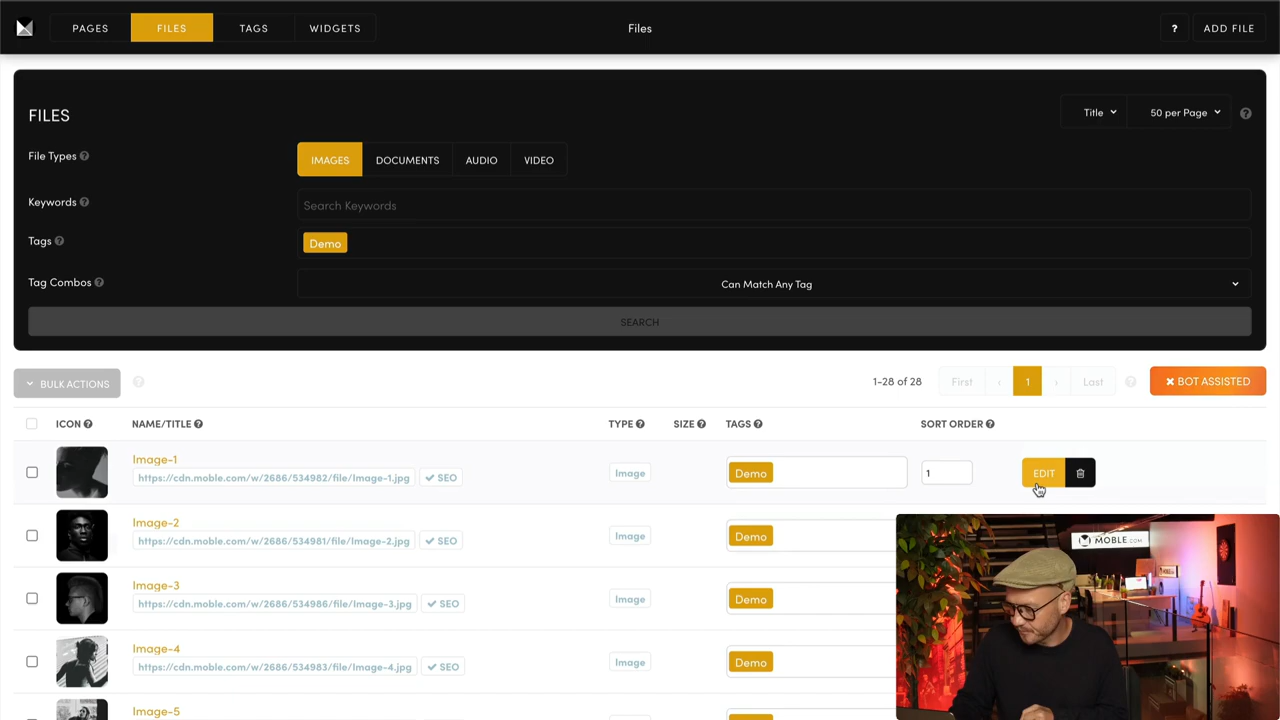 PAGES FILES TAGS WIDGETS Files ? ADD FILE
FILES Title 50 per Page ?
File Types ? IMAGES DOCUMENTS AUDIO VIDEO
Keywords ? Search Keywords
Tags ? Demo
Tag Combos ? Can Match Any Tag
SEARCH
BULK ACTIONS ? 1-28 of 28 First ‹ 1 › Last ? BOT ASSISTED
ICON ? NAME/TITLE ? TYPE ? SIZE ? TAGS ? SORT ORDER ?
Image-1
https://cdn.moble.com/w/2686/534982/file/Image-1.jpg SEO Image Demo 1 EDIT
Image-2
https://cdn.moble.com/w/2686/534981/file/Image-2.jpg SEO Image Demo
MOBLE.COM
Image-3
https://cdn.moble.com/w/2686/534986/file/Image-3.jpg SEO Image Demo
Image-4
https://cdn.moble.com/w/2686/534983/file/Image-4.jpg SEO Image Demo
Image-5